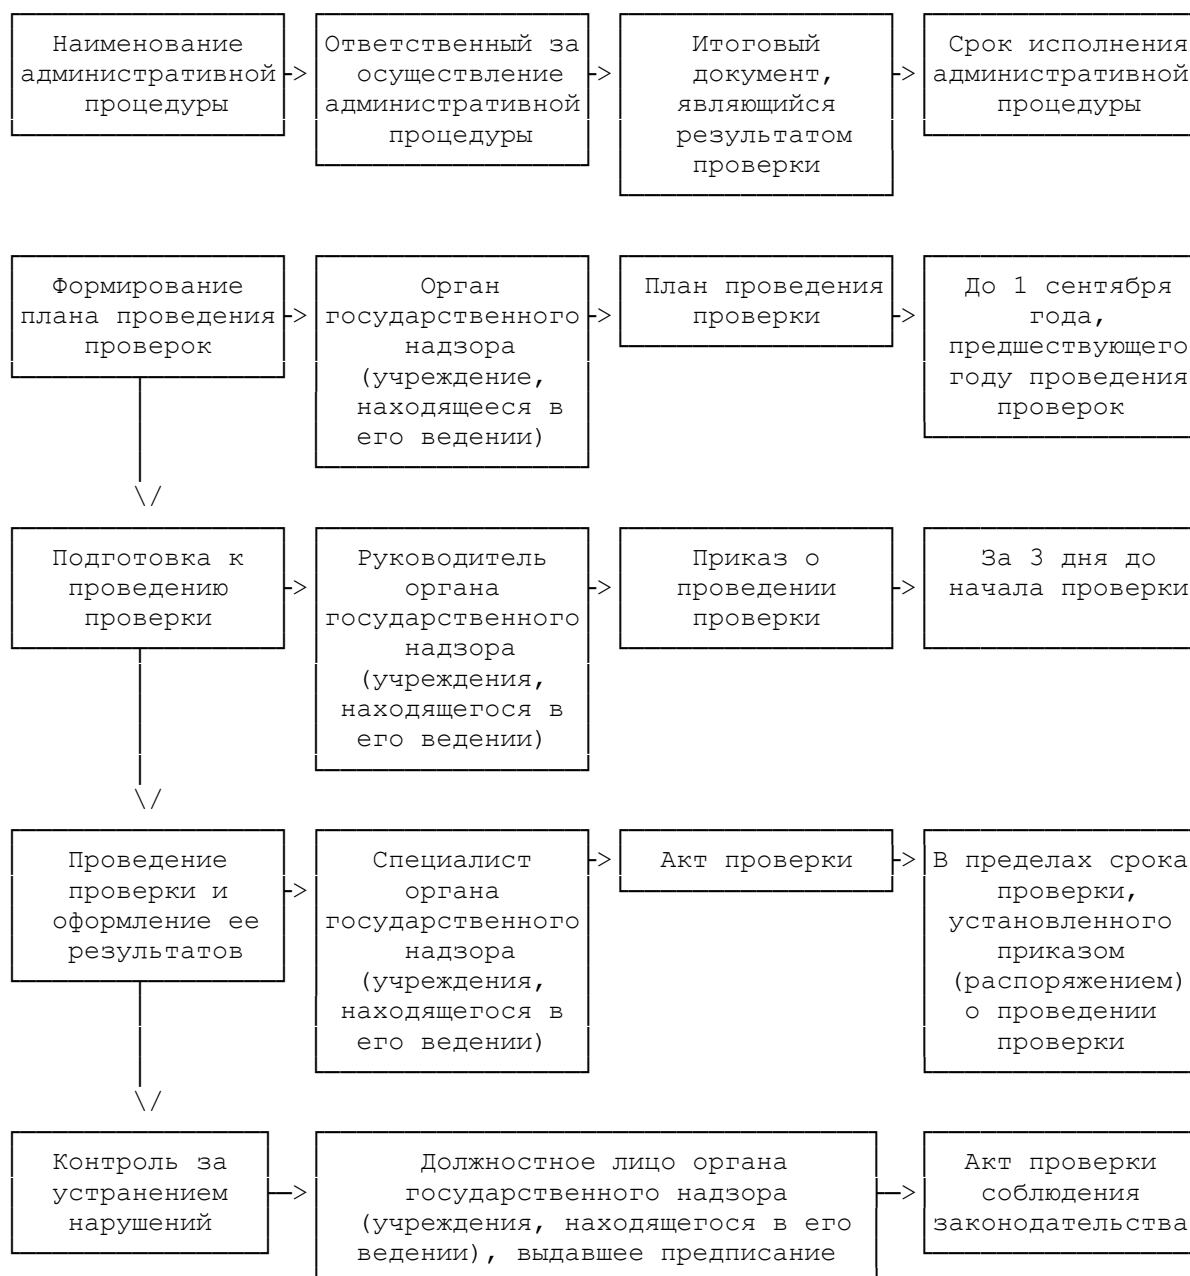 Наименование
административной
процедуры
Ответственный за
осуществление
административной
процедуры
Итоговый
документ,
являющийся
результатом
проверки
Срок исполнения
административной
процедуры
Формирование
плана проведения
проверок
Орган
государственного
надзора
(учреждение,
находящееся в
его ведении)
План проведения
проверки
До 1 сентября
года,
предшествующего
году проведения
проверок
Подготовка к
проведению
проверки
Руководитель
органа
государственного
надзора
(учреждения,
находящегося в
его ведении)
Приказ о
проведении
проверки
За 3 дня до
начала проверки
Проведение
проверки и
оформление ее
результатов
Специалист
органа
государственного
надзора
(учреждения,
находящегося в
его ведении)
Акт проверки
В пределах срока
проверки,
установленного
приказом
(распоряжением)
о проведении
проверки
Контроль за
устранением
нарушений
Должностное лицо органа
государственного надзора
(учреждения, находящегося в его
ведении), выдавшее предписание
Акт проверки
соблюдения
законодательства